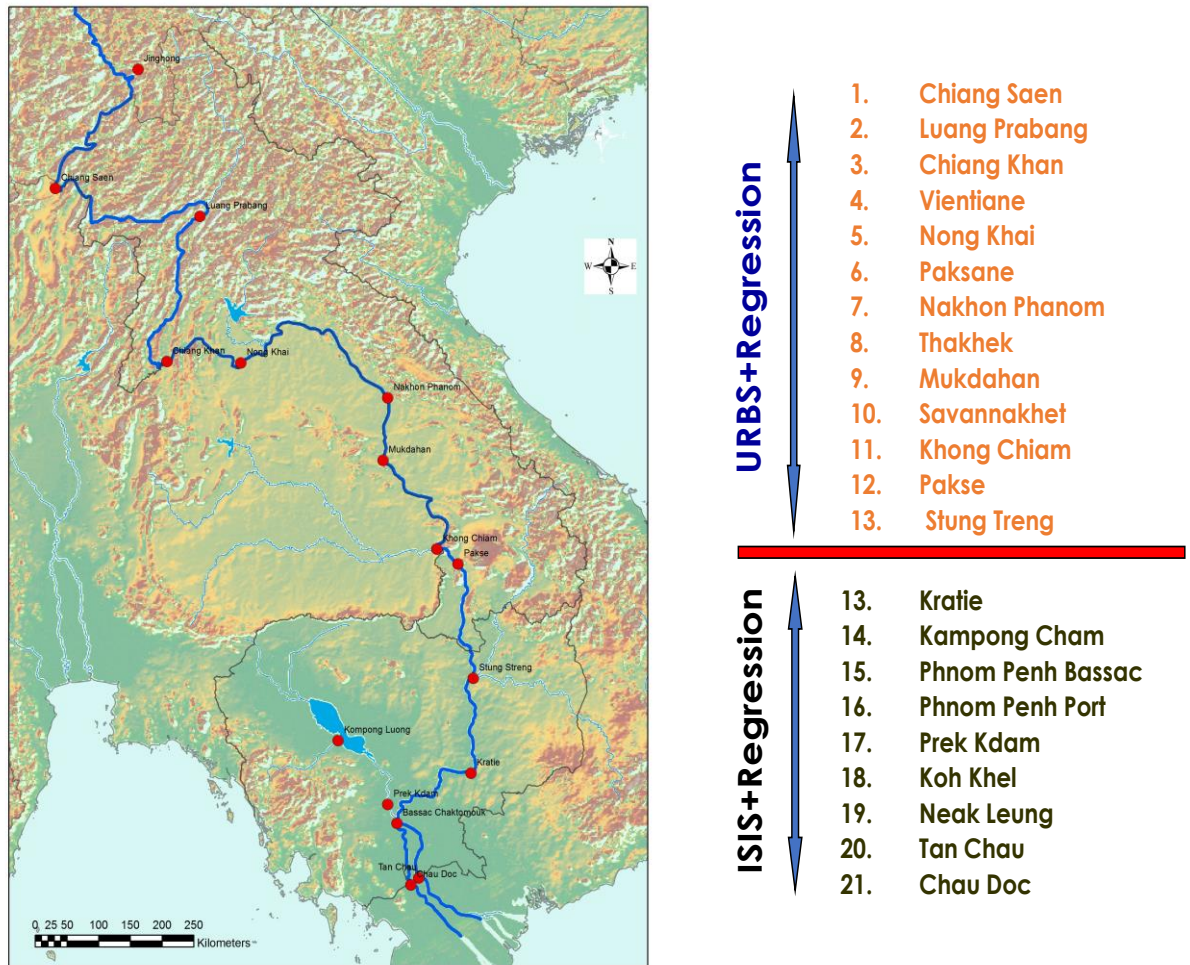 Jinghong
Chiang Saen
Luang Prabang
N
W E
S
Chiang Khan
Nong Khai
Nakhon Phanom
Mukdahan
Khong Chiam
Pakse
Stung Streng
Kompong Luong
Kratie
Prek Kdam
Bassac Chaktomouk
Tan Chau
Chau Doc
0 25 50 100 150 200 250
Kilometers
URBS+Regression
1. Chiang Saen
2. Luang Prabang
3. Chiang Khan
4. Vientiane
5. Nong Khai
6. Paksane
7. Nakhon Phanom
8. Thakhek
9. Mukdahan
10. Savannakhet
11. Khong Chiam
12. Pakse
13. Stung Treng
ISIS+Regression
13. Kratie
14. Kampong Cham
15. Phnom Penh Bassac
16. Phnom Penh Port
17. Prek Kdam
18. Koh Khel
19. Neak Leung
20. Tan Chau
21. Chau Doc